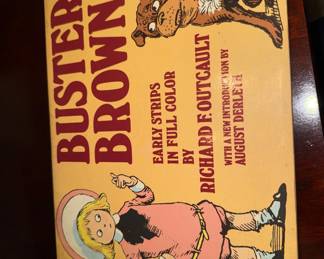 BUSTER
BROWN
EARLY STRIPS
IN FULL COLOR
BY
RICHARD F. OUTCAULT
WITH A NEW INTRODUCTION BY
AUGUST DERLETH